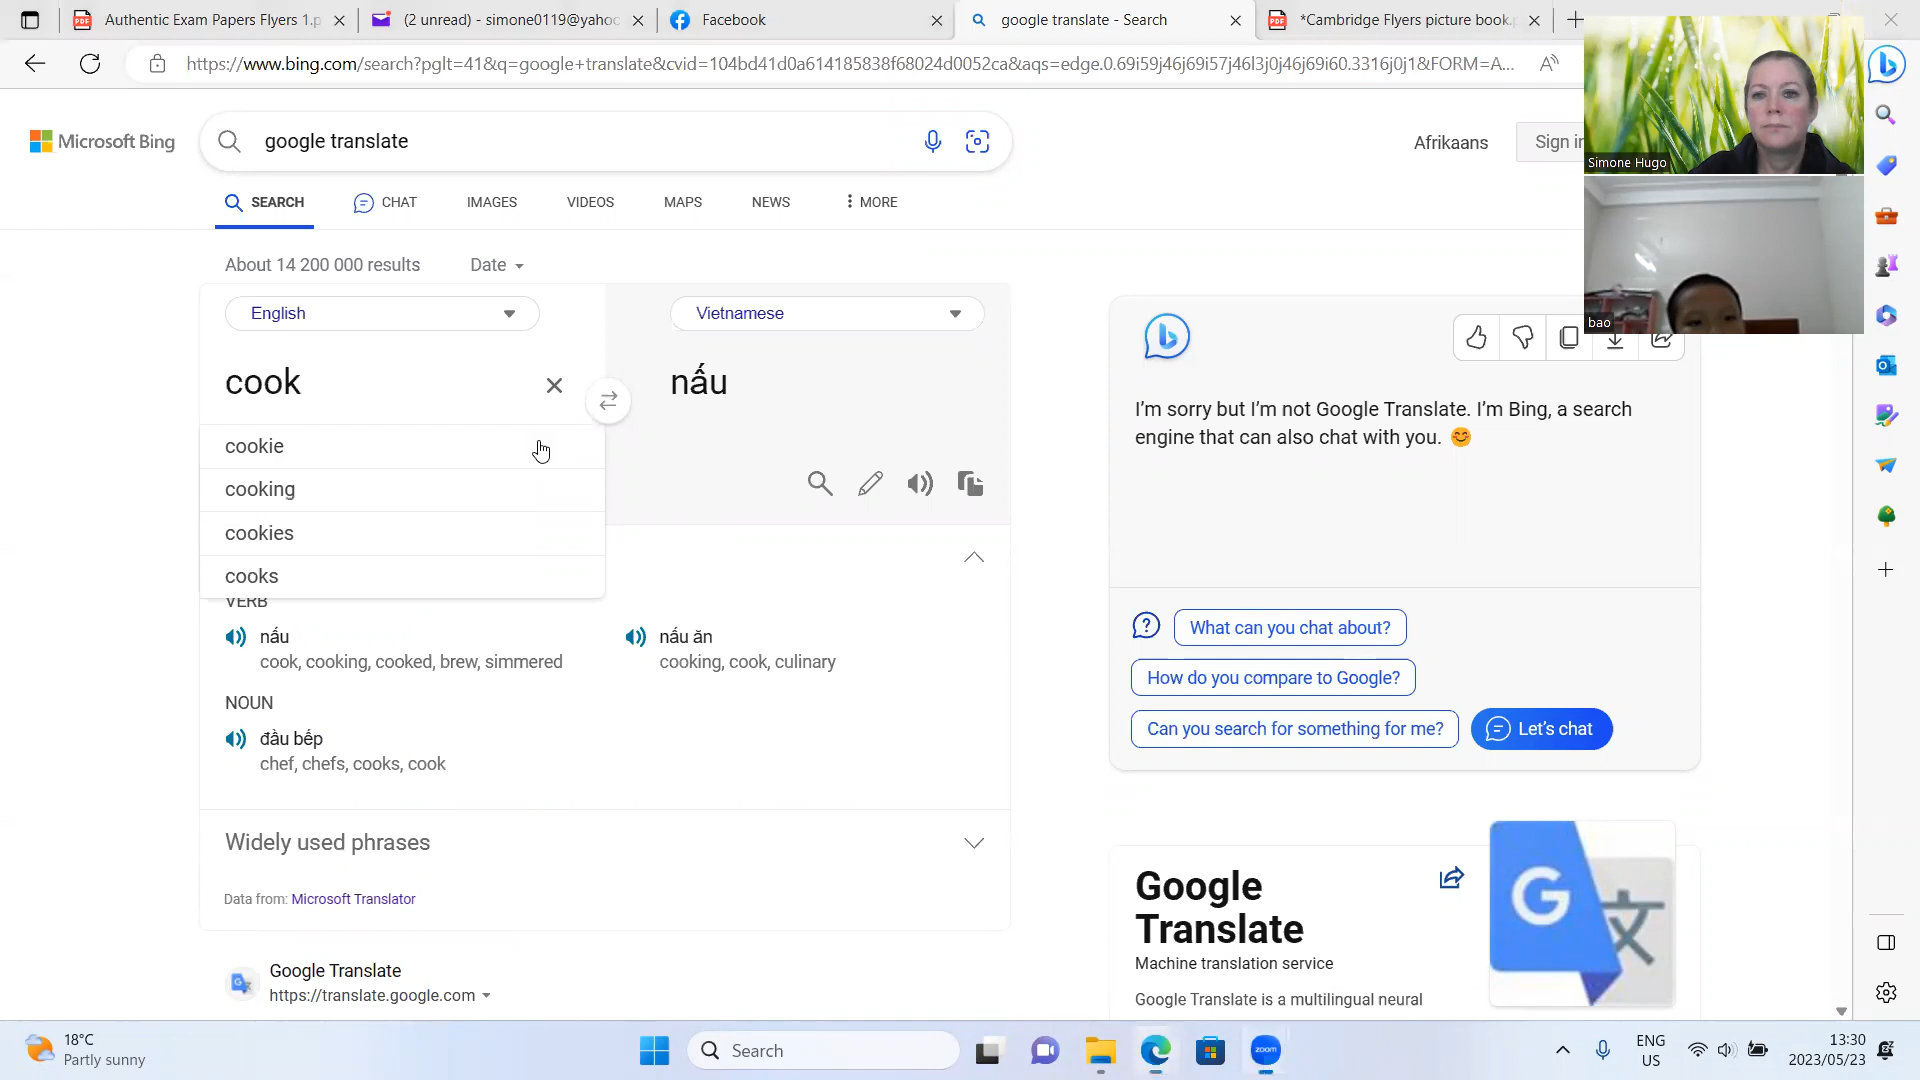 Authentic Exam Papers Flyers 1.p
(2 unread) - simone0119@yahoo
Facebook
google translate - Search
*Cambridge Flyers picture book.p
https://www.bing.com/search?pglt=41&q=google+translate&cvid=104bd41d0a614185838f68024d0052ca&aqs=edge.0.69i59j46j69i57j46l3j0j46j69i60.3316j0j1&FORM=A...
Microsoft Bing
google translate
Afrikaans
Sign in
Simone Hugo
bao
SEARCH
CHAT
IMAGES
VIDEOS
MAPS
NEWS
MORE
About 14 200 000 results
Date
English
Vietnamese
cook
nấu
cookie
cooking
cookies
cooks
VERB
nấu
cook, cooking, cooked, brew, simmered
nấu ăn
cooking, cook, culinary
NOUN
đầu bếp
chef, chefs, cooks, cook
Widely used phrases
Data from: Microsoft Translator
Google Translate
https://translate.google.com
I'm sorry but I'm not Google Translate. I'm Bing, a search
engine that can also chat with you. 😊
What can you chat about?
How do you compare to Google?
Can you search for something for me?
Let's chat
Google
Translate
Machine translation service
Google Translate is a multilingual neural
18°C
Partly sunny
Search
zoom
ENG
US
13:30
2023/05/23